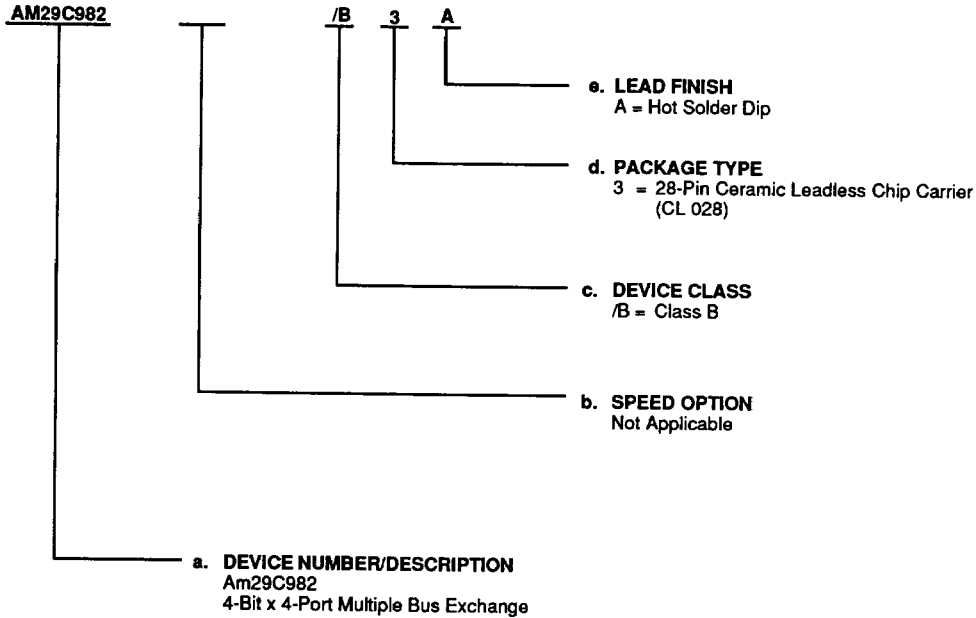 AM29C982 /B 3 A
e. LEAD FINISH
A = Hot Solder Dip
d. PACKAGE TYPE
3 = 28-Pin Ceramic Leadless Chip Carrier
(CL 028)
c. DEVICE CLASS
/B = Class B
b. SPEED OPTION
Not Applicable
a. DEVICE NUMBER/DESCRIPTION
Am29C982
4-Bit x 4-Port Multiple Bus Exchange